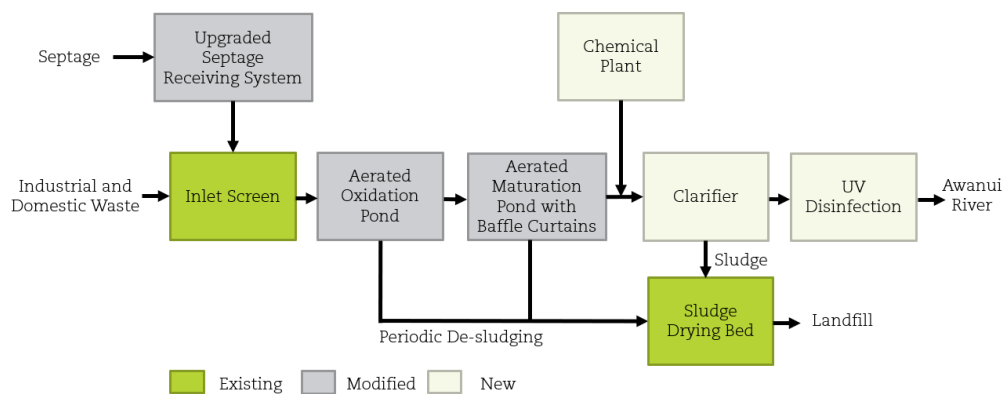 Septage
Upgraded
Septage
Receiving System
Chemical
Plant
Industrial and
Domestic Waste
Inlet Screen
Aerated
Oxidation
Pond
Aerated
Maturation
Pond with
Baffle Curtains
Clarifier
UV
Disinfection
Awanui
River
Sludge
Periodic De-sludging
Sludge
Drying Bed
Landfill
Existing
Modified
New